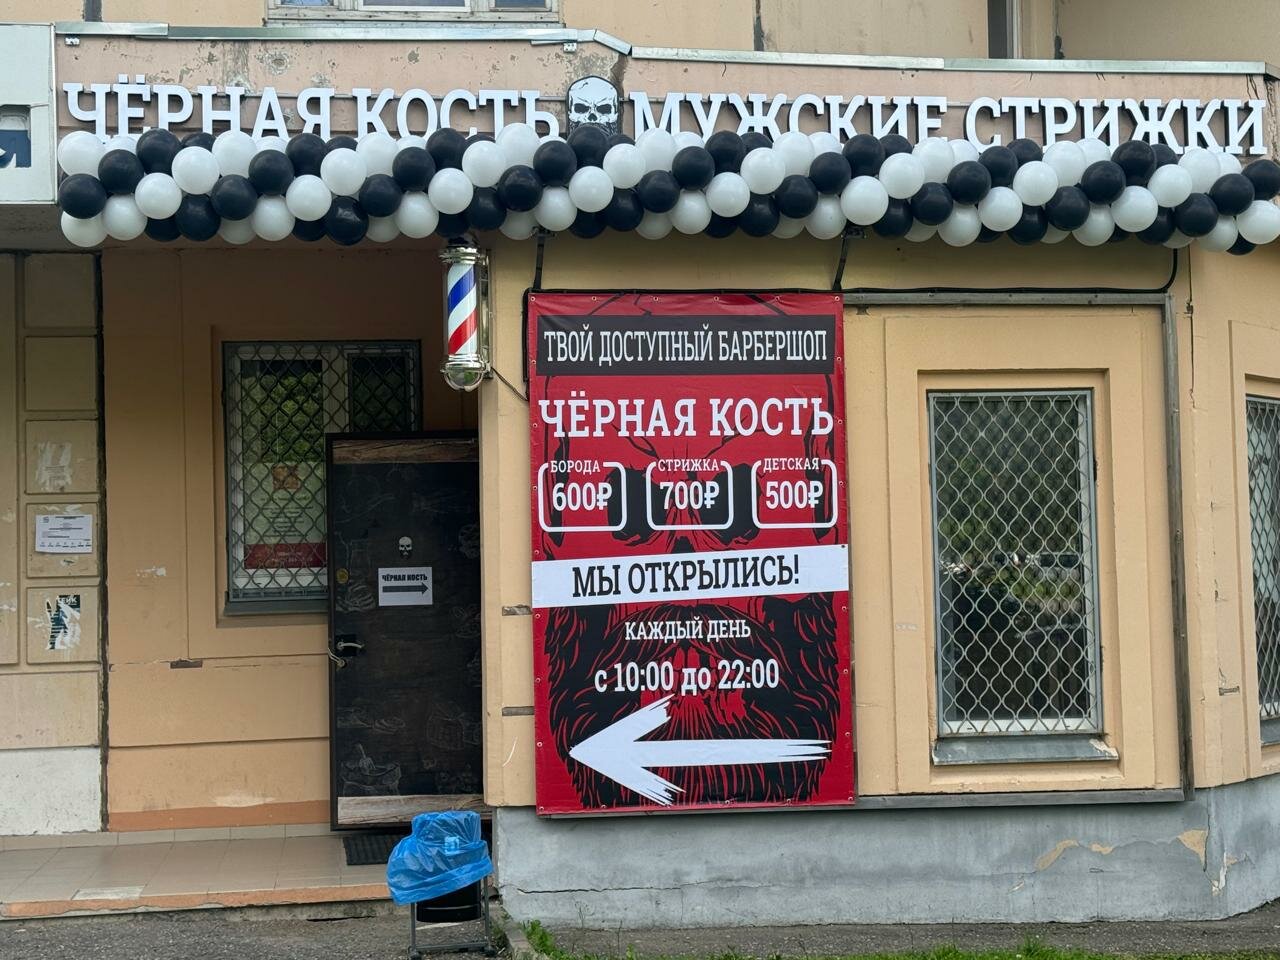 ЧЁРНАЯ КОСТЬ МУЖСКИЕ СТРИЖКИ
ТВОЙ ДОСТУПНЫЙ БАРБЕРШОП
ЧЁРНАЯ КОСТЬ
БОРОДА СТРИЖКА ДЕТСКАЯ
600₽ 700₽ 500₽
МЫ ОТКРЫЛИСЬ!
КАЖДЫЙ ДЕНЬ
с 10:00 до 22:00
ЧЁРНАЯ КОСТЬ